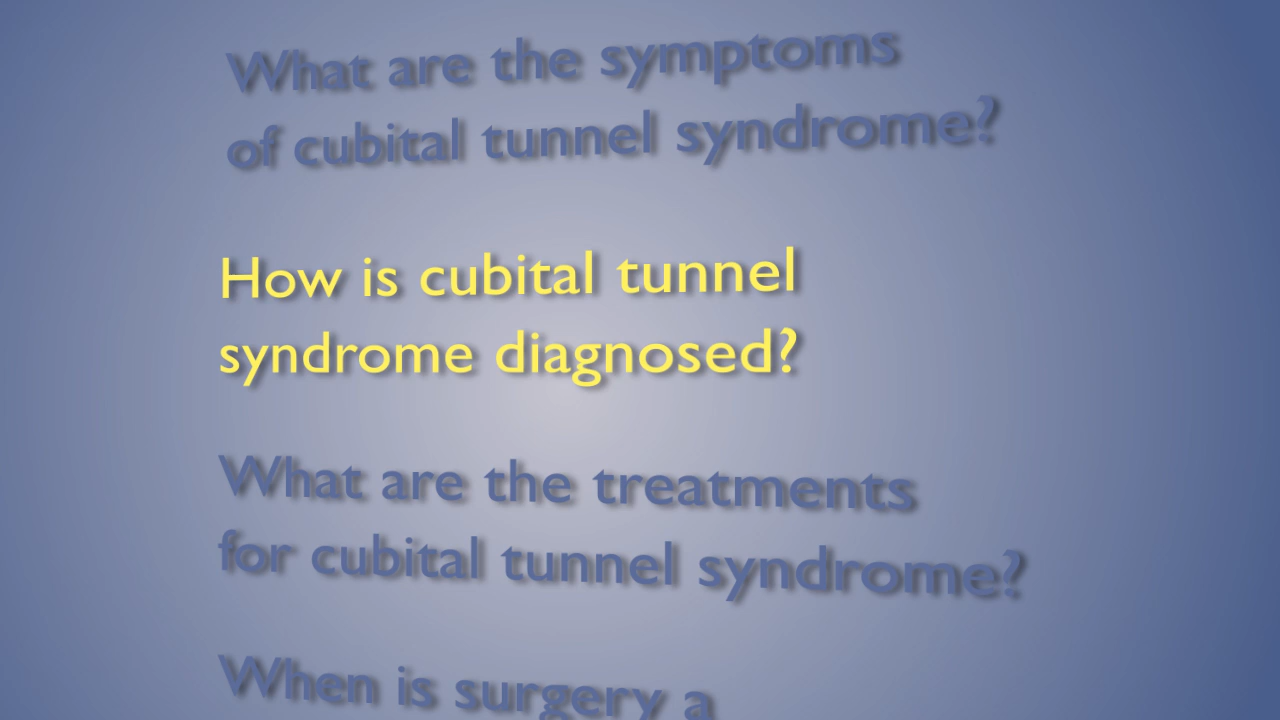 What are the symptoms
of cubital tunnel syndrome?
How is cubital tunnel
syndrome diagnosed?
What are the treatments
for cubital tunnel syndrome?
When is surgery a